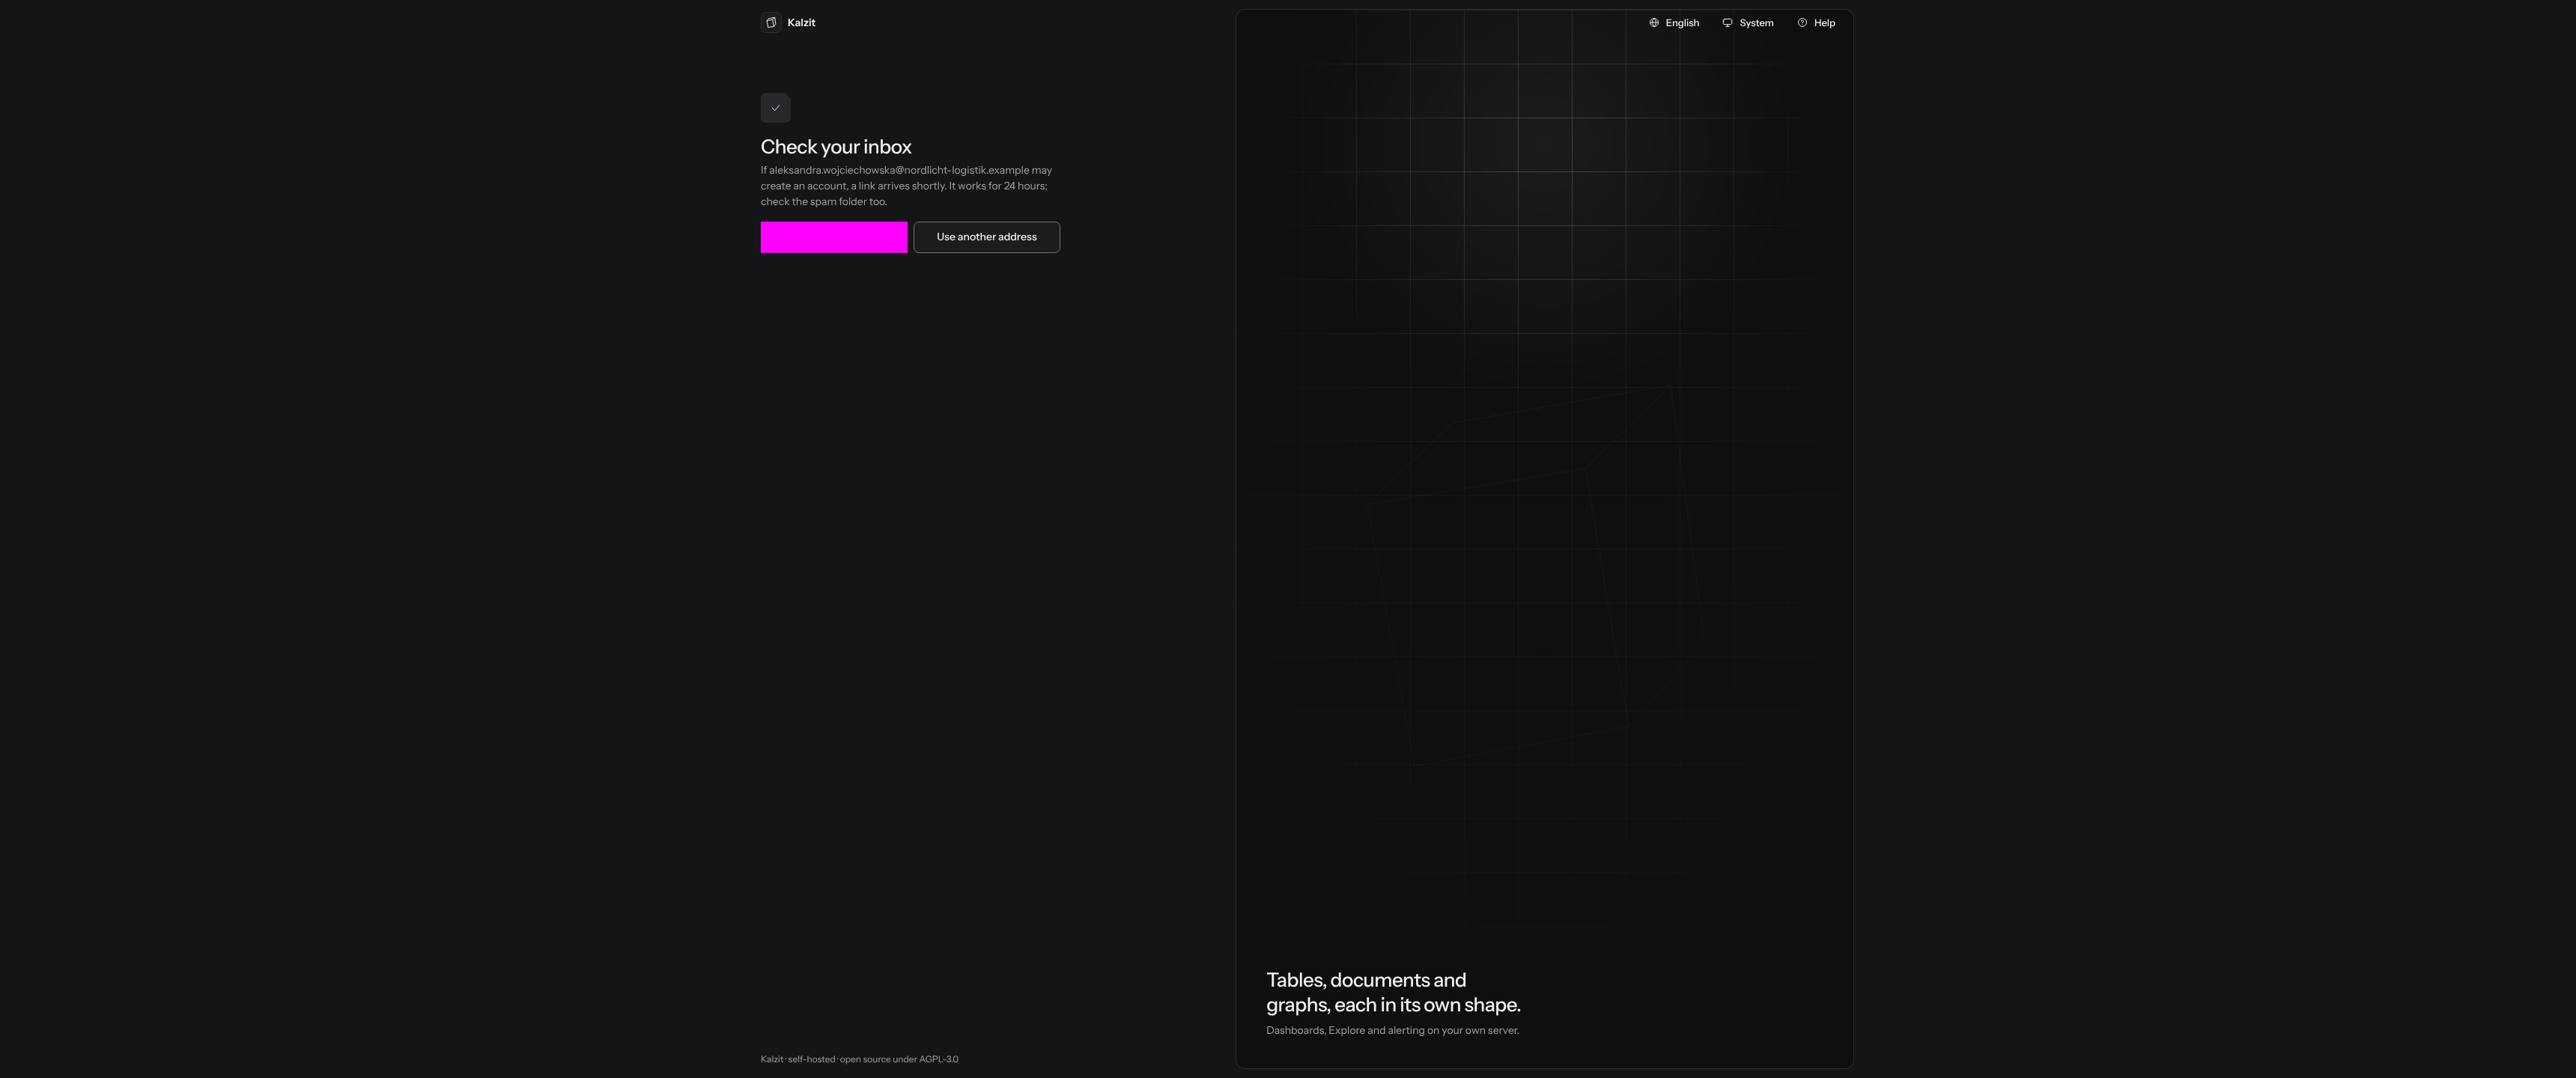 Kalzit
English
System
Help
Check your inbox
If aleksandra.wojciechowska@nordlicht-logistik.example may
create an account, a link arrives shortly. It works for 24 hours;
check the spam folder too.
Use another address
Tables, documents and
graphs, each in its own shape.
Dashboards, Explore and alerting on your own server.
Kalzit · self-hosted · open source under AGPL-3.0